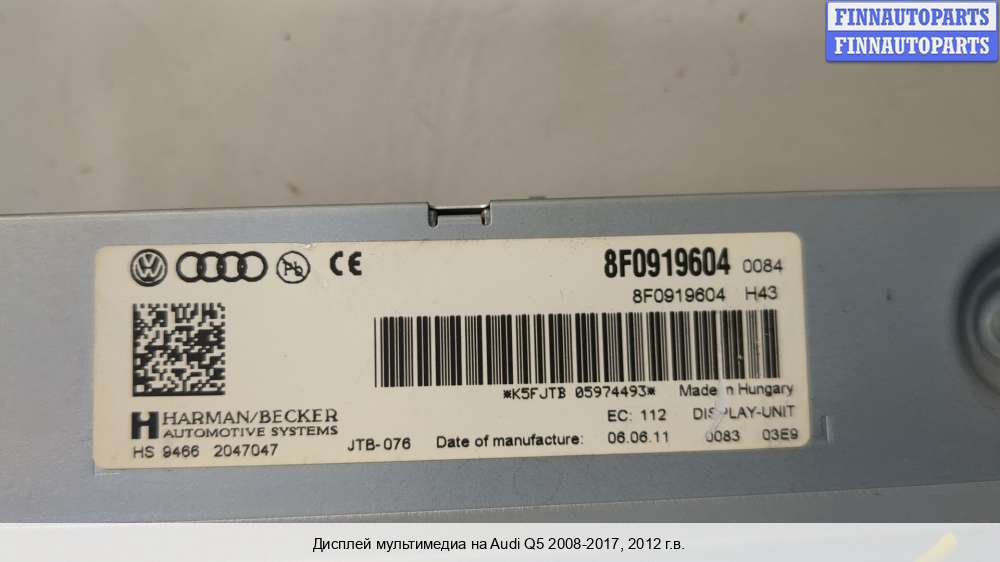 FINNAUTOPARTS
FINNAUTOPARTS
Pb CE
8F0919604 0084
8F0919604 H43
*K5FJTB 05974493* Made in Hungary
HARMAN/BECKER
AUTOMOTIVE SYSTEMS
EC: 112 DISPLAY-UNIT
HS 9466 2047047 JTB-076 Date of manufacture: 06.06.11 0083 03E9
Дисплей мультимедиа на Audi Q5 2008-2017, 2012 г.в.